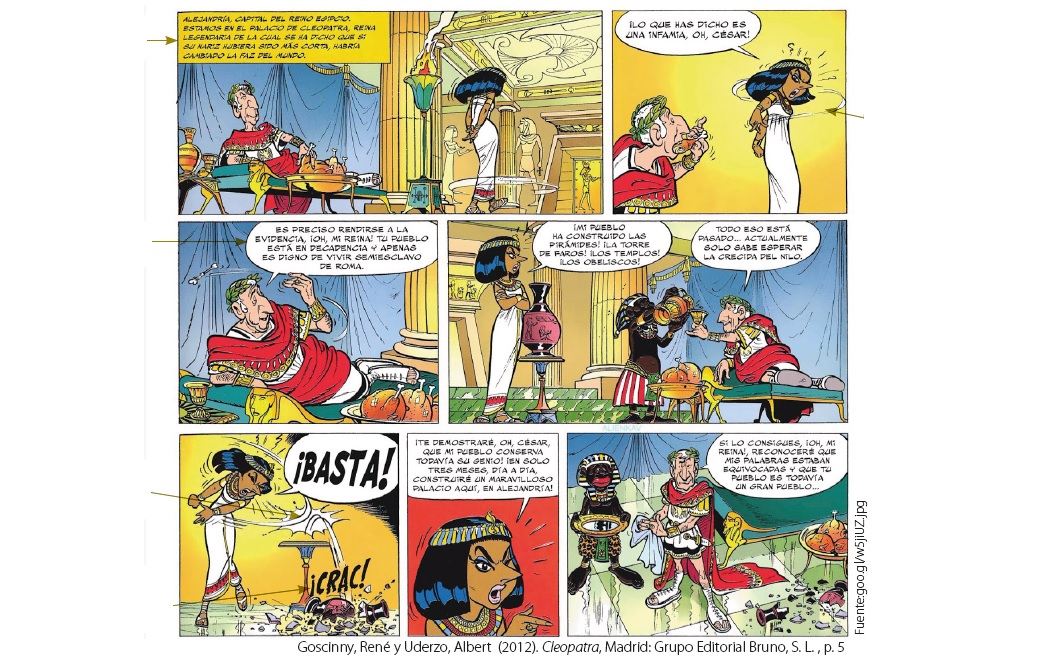 ALEJANDRÍA, CAPITAL DEL REINO EGIPCIO.
ESTAMOS EN EL PALACIO DE CLEOPATRA, REINA
LEGENDARIA DE LA CUAL SE HA DICHO QUE SI
SU NARIZ HUBIERA SIDO MÁS CORTA, HABRÍA
CAMBIADO LA FAZ DEL MUNDO.
¡LO QUE HAS DICHO ES
UNA INFAMIA, OH, CÉSAR!
ES PRECISO RENDIRSE A LA
EVIDENCIA, ¡OH, MI REINA! TU PUEBLO
ESTÁ EN DECADENCIA Y APENAS
ES DIGNO DE VIVIR SEMIESCLAVO
DE ROMA.
¡MI PUEBLO
HA CONSTRUIDO LAS
PIRÁMIDES! ¡LA TORRE
DE FAROS! ¡LOS TEMPLOS!
¡LOS OBELISCOS!
TODO ESO ESTÁ
PASADO... ACTUALMENTE
SOLO SABE ESPERAR
LA CRECIDA DEL NILO.
ALIENKAV
¡BASTA!
¡CRAC!
¡TE DEMOSTRARÉ, OH, CÉSAR,
QUE MI PUEBLO CONSERVA
TODAVÍA SU GENIO! ¡EN SOLO
TRES MESES, DÍA A DÍA,
CONSTRUIRÉ UN MARAVILLOSO
PALACIO AQUÍ, EN ALEJANDRÍA!
SI LO CONSIGUES, ¡OH, MI
REINA!, RECONOCERÉ QUE
MIS PALABRAS ESTABAN
EQUIVOCADAS Y QUE TU
PUEBLO ES TODAVÍA
UN GRAN PUEBLO...
Fuente:goo.gl/w5jiUZ.jpg
Goscinny, René y Uderzo, Albert (2012). Cleopatra, Madrid: Grupo Editorial Bruno, S. L. , p. 5